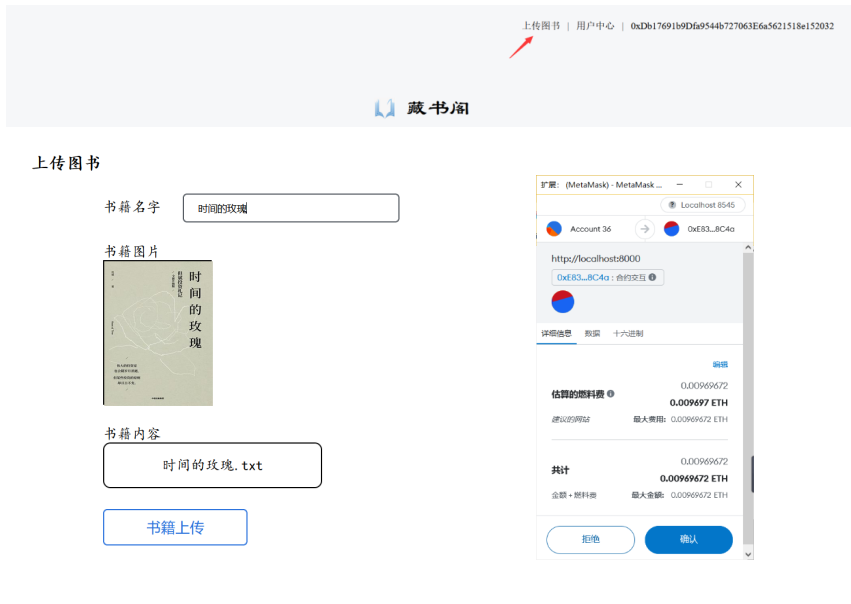 上传图书 | 用户中心 | 0xDb17691b9Dfa9544b727063E6a5621518e152032
藏书阁
上传图书
书籍名字 时间的玫瑰
书籍图片
时间的玫瑰
书籍内容
时间的玫瑰.txt
书籍上传
扩展: (MetaMask) - MetaMask ...
Localhost 8545
Account 36
0xE83...8C4a
http://localhost:8000
0xE83...8C4a : 合约交互
详细信息 数据 十六进制
编辑
0.00969672
估算的燃料费 0.009697 ETH
建议的网站 最大费用: 0.00969672 ETH
0.00969672
共计 0.00969672 ETH
金额 + 燃料费 最大金额: 0.00969672 ETH
拒绝 确认